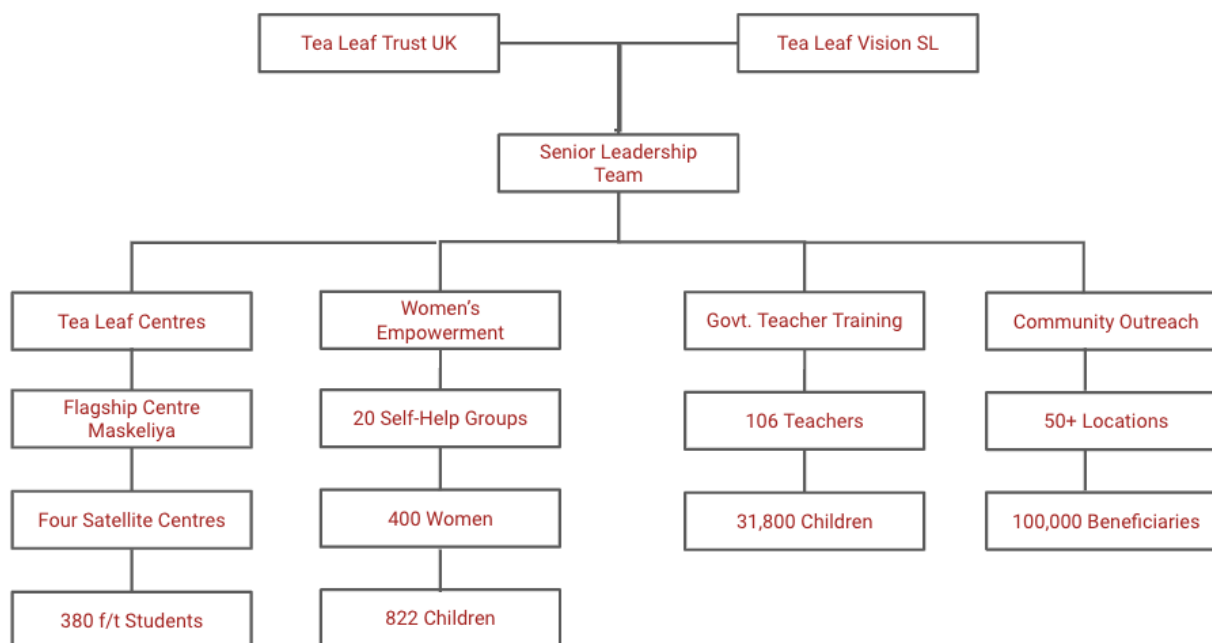 Tea Leaf Trust UK
Tea Leaf Vision SL
Senior Leadership
Team
Tea Leaf Centres
Women‘s
Empowerment
Govt. Teacher Training
Community Outreach
Flagship Centre
Maskeliya
20 Self-Help Groups
106 Teachers
50+ Locations
Four Satellite Centres
400 Women
31,800 Children
100,000 Beneficiaries
380 f/t Students
822 Children